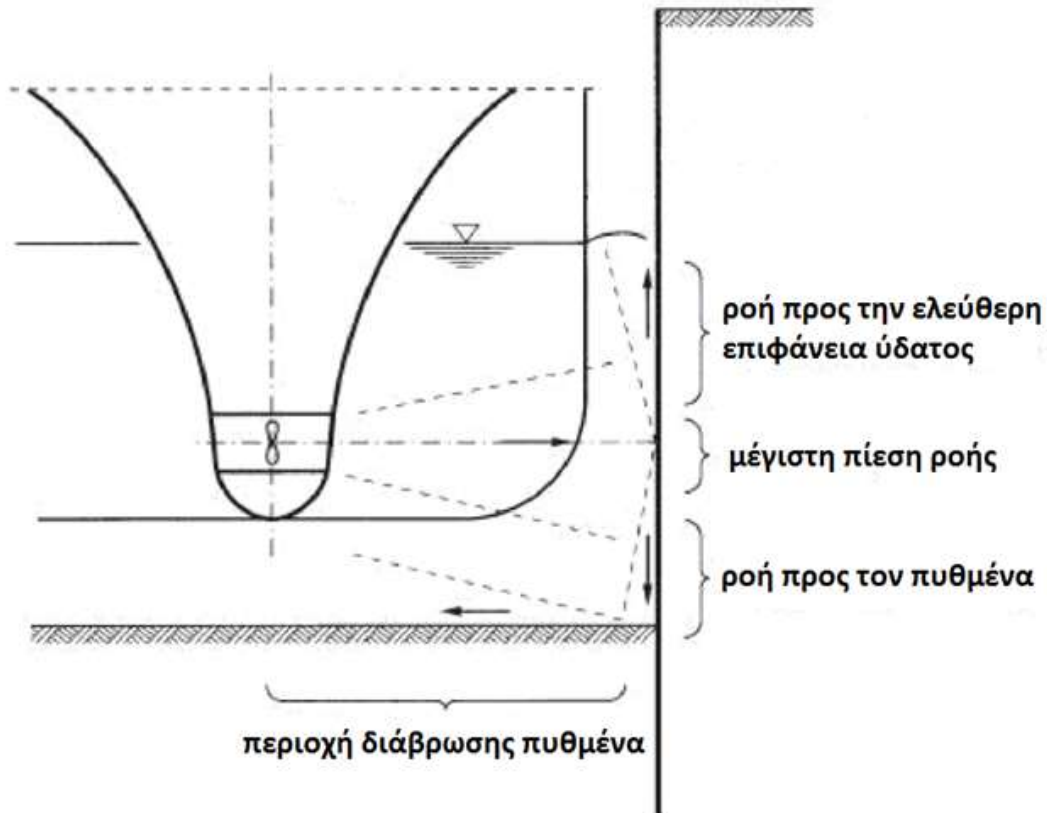 ροή προς την ελεύθερη
επιφάνεια ύδατος
μέγιστη πίεση ροής
ροή προς τον πυθμένα
περιοχή διάβρωσης πυθμένα